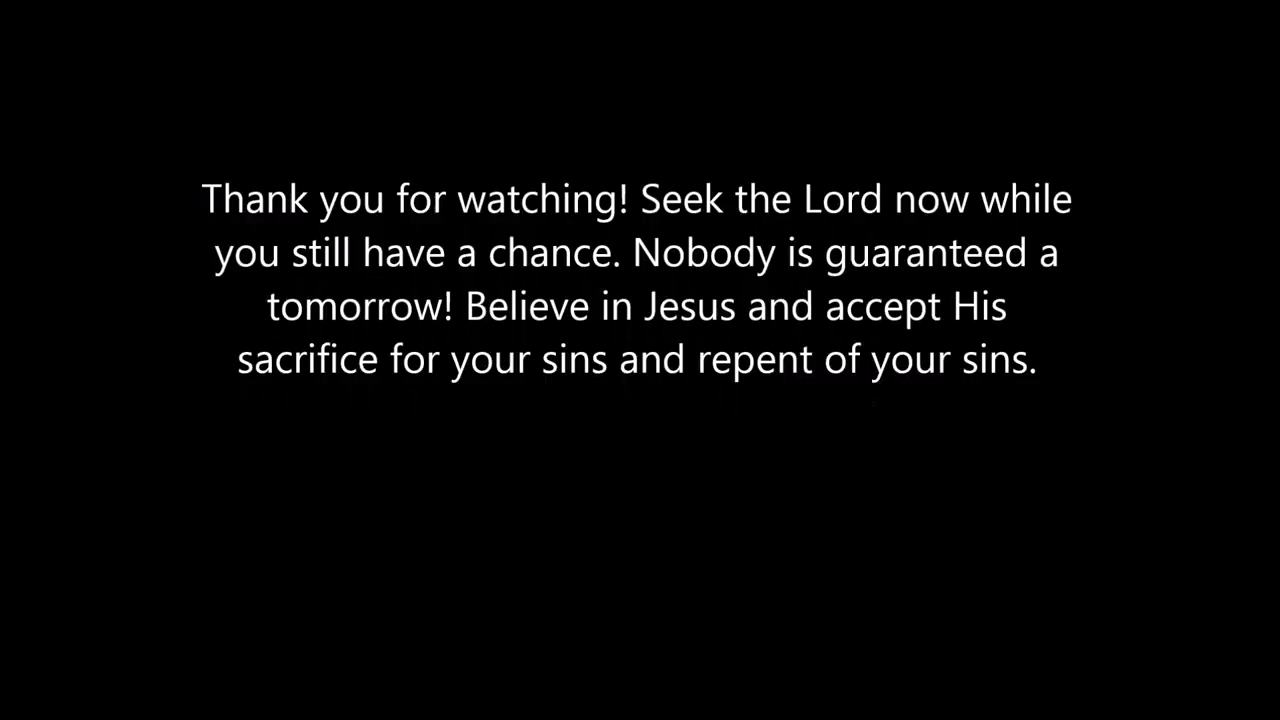 Thank you for watching! Seek the Lord now while
you still have a chance. Nobody is guaranteed a
tomorrow! Believe in Jesus and accept His
sacrifice for your sins and repent of your sins.